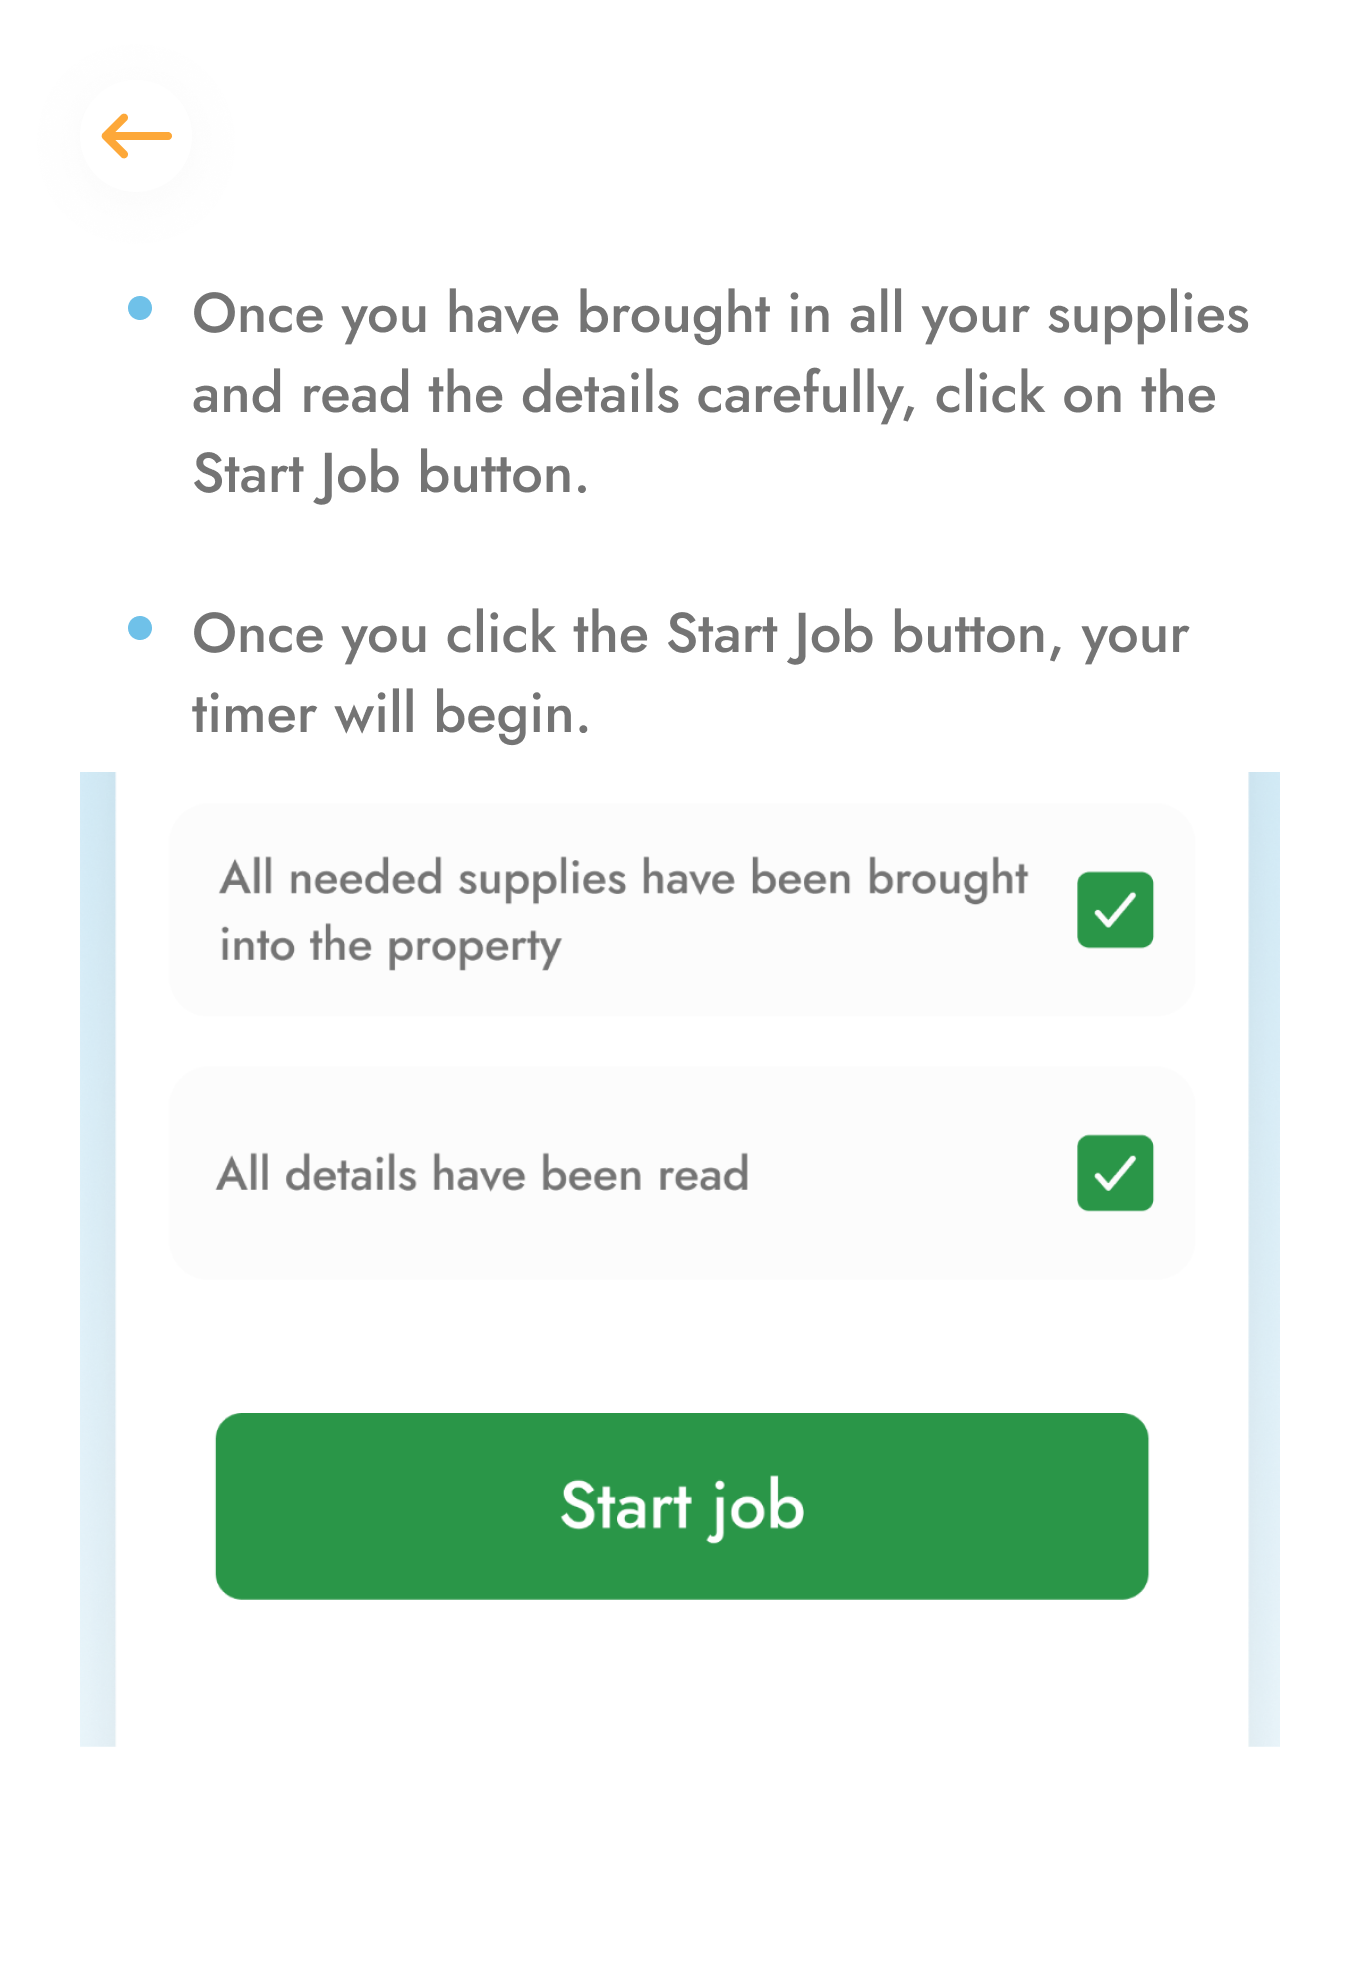 Once you have brought in all your supplies
and read the details carefully, click on the
Start Job button.
Once you click the Start Job button, your
timer will begin.
All needed supplies have been brought
into the property
All details have been read
Start job